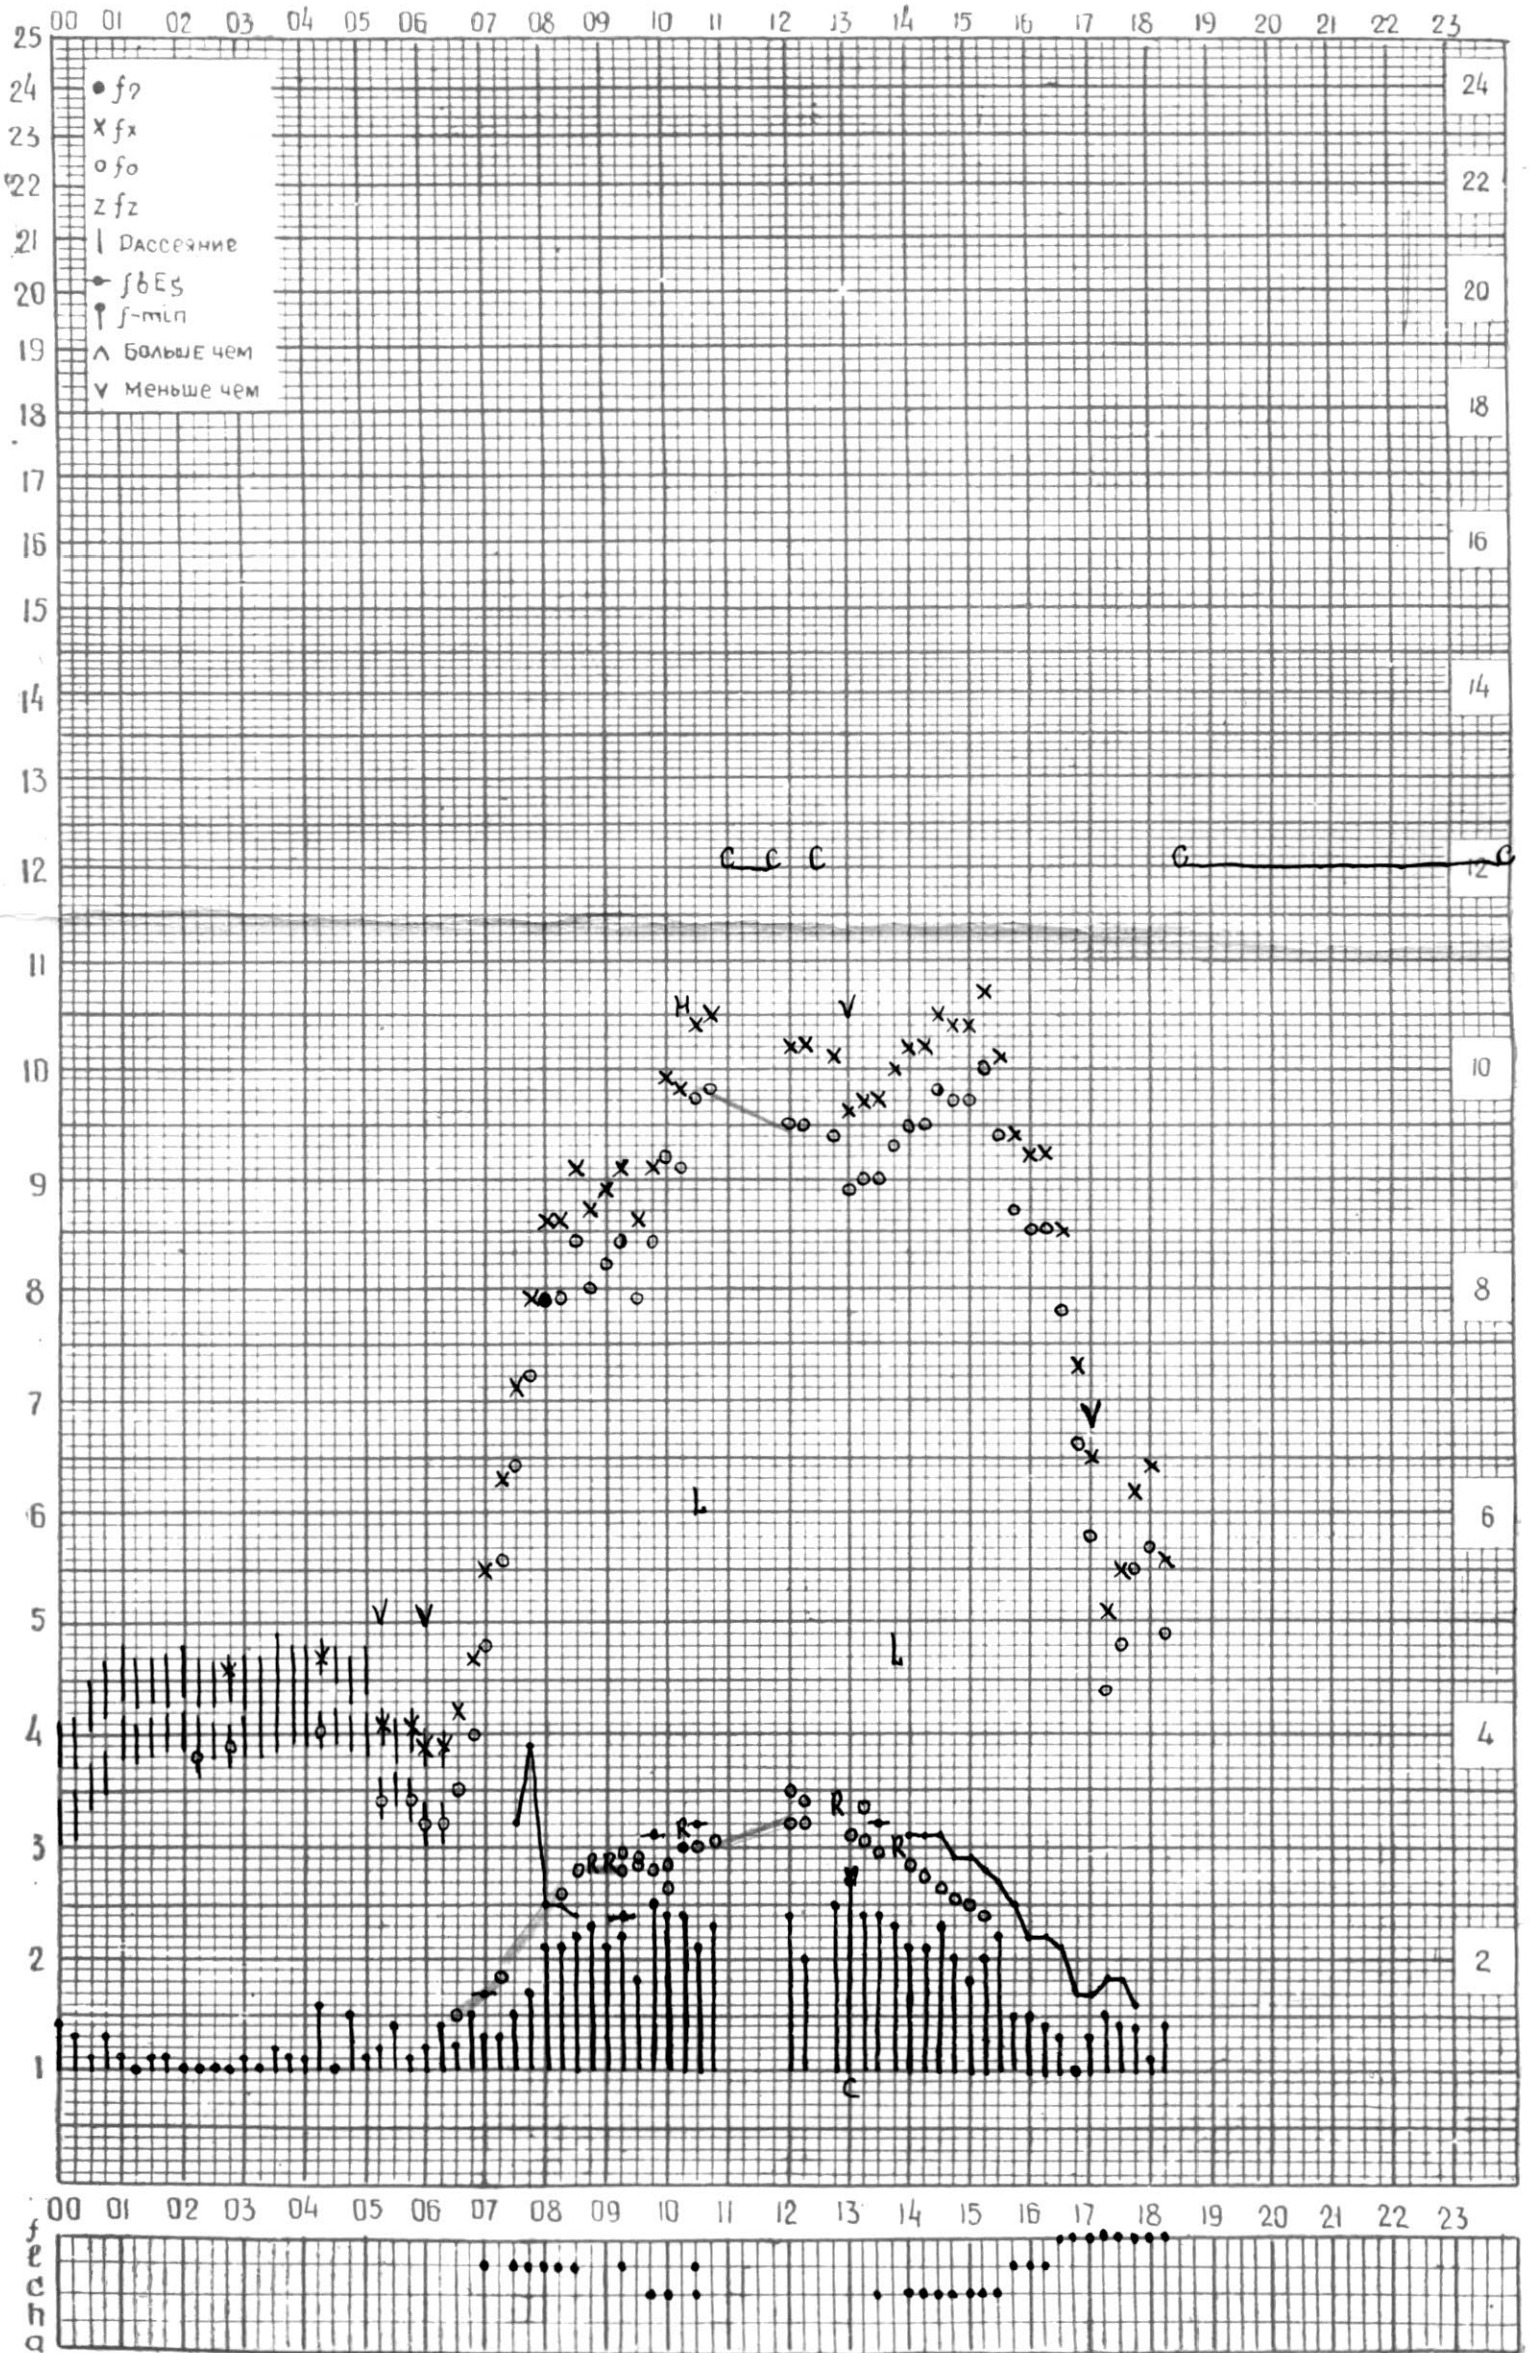 00 01 02 03 04 05 06 07 08 09 10 11 12 13 14 15 16 17 18 19 20 21 22 23
25
24 24
23
22 22
21
20 20
19
18 18
17
16 16
15
14 14
13
12 12
11
10 10
9
8 8
7
6 6
5
4 4
3
2 2
1
• f?
x fx
o fo
z fz
| Рассеяние
fbEs
f-min
∧ Больше чем
∨ Меньше чем
C C C C C
H
L
L
R R R R R R
C
00 01 02 03 04 05 06 07 08 09 10 11 12 13 14 15 16 17 18 19 20 21 22 23
f
l
c
h
a